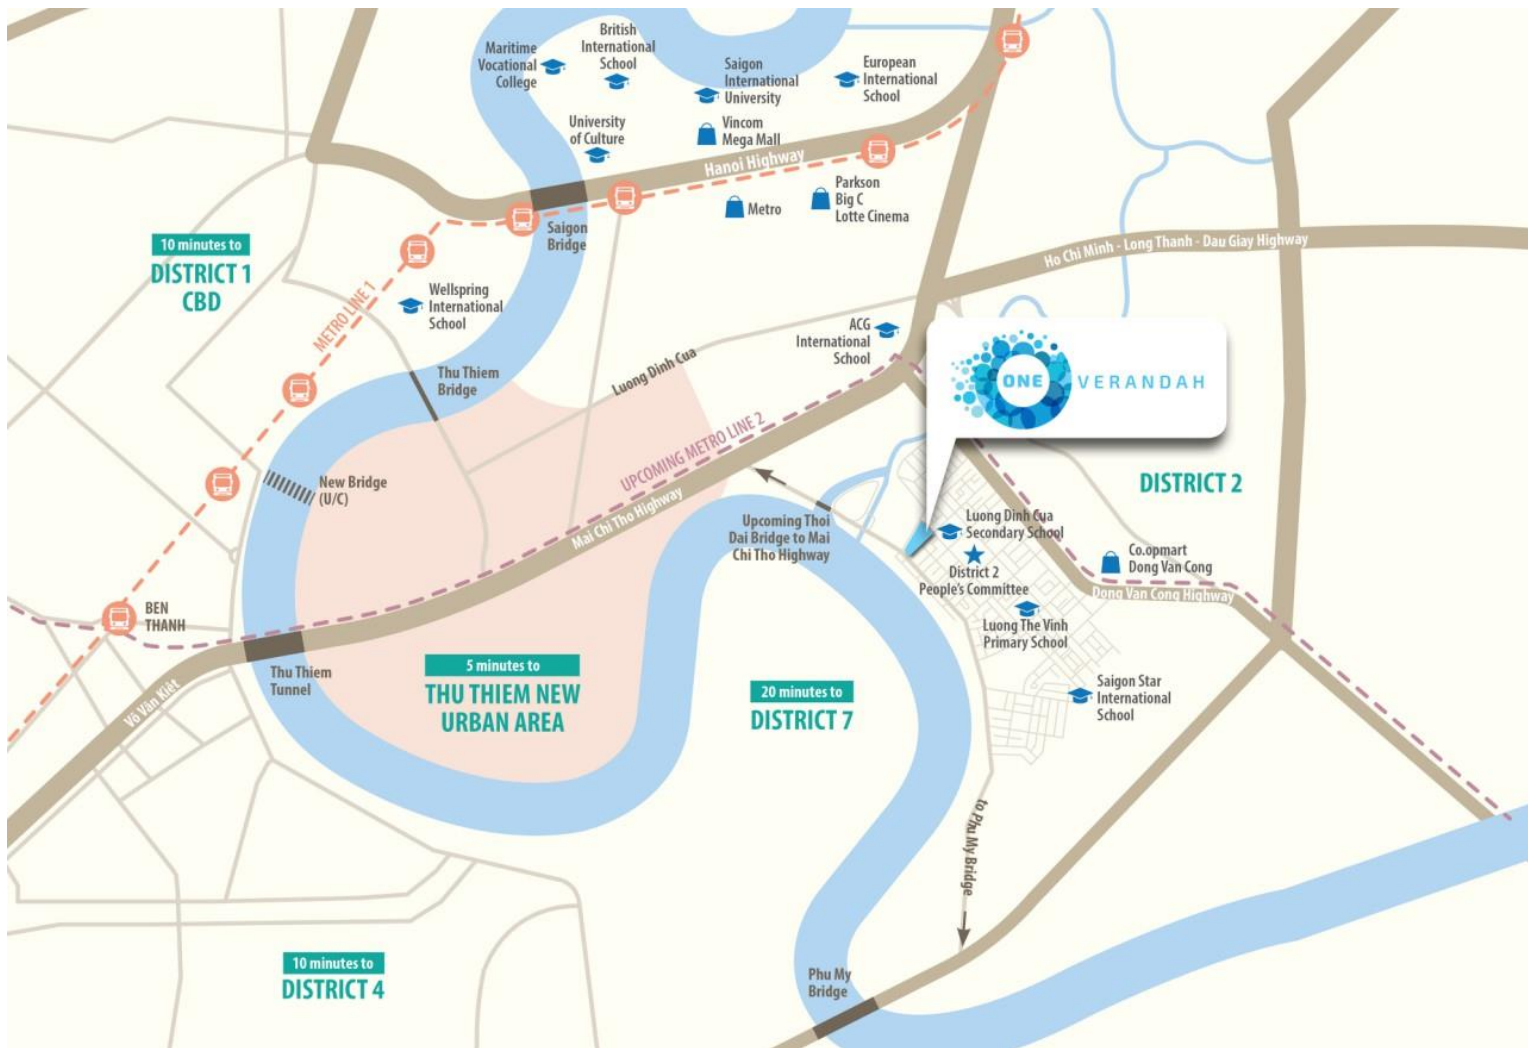 Maritime
Vocational
College
British
International
School
Saigon
International
University
European
International
School
University
of Culture
Vincom
Mega Mall
Hanoi Highway
Parkson
Big C
Lotte Cinema
Metro
Saigon
Bridge
10 minutes to
DISTRICT 1
CBD
Ho Chi Minh - Long Thanh - Dau Giay Highway
METRO LINE 1
Wellspring
International
School
ACG
International
School
Thu Thiem
Bridge
Luong Dinh Cua
ONE
VERANDAH
UPCOMING METRO LINE 2
Mai Chi Tho Highway
New Bridge
(U/C)
DISTRICT 2
Upcoming Thoi
Dai Bridge to Mai
Chi Tho Highway
Luong Dinh Cua
Secondary School
District 2
People's Committee
Co.opmart
Dong Van Cong
Dong Van Cong Highway
BEN
THANH
Luong The Vinh
Primary School
Thu Thiem
Tunnel
Võ Văn Kiệt
5 minutes to
THU THIEM NEW
URBAN AREA
20 minutes to
DISTRICT 7
Saigon Star
International
School
to Phu My Bridge
10 minutes to
DISTRICT 4
Phu My
Bridge